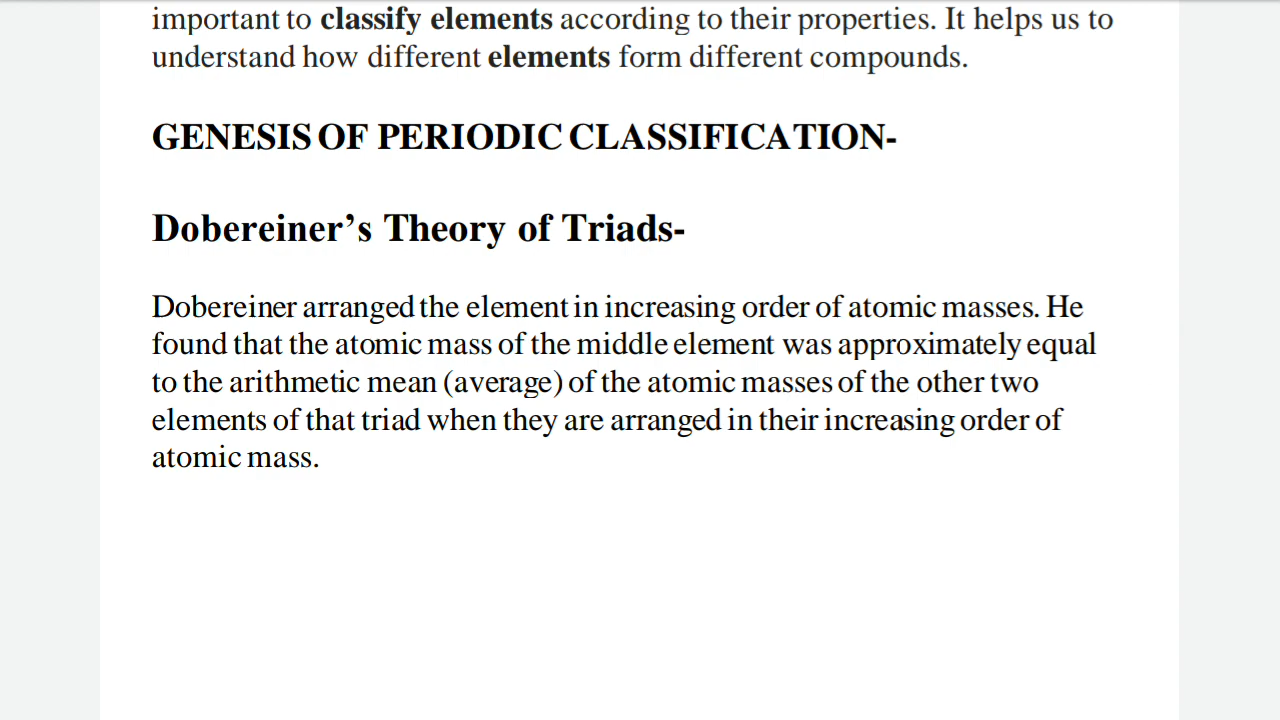 important to classify elements according to their properties. It helps us to
understand how different elements form different compounds.
GENESIS OF PERIODIC CLASSIFICATION-
Dobereiner’s Theory of Triads-
Dobereiner arranged the element in increasing order of atomic masses. He
found that the atomic mass of the middle element was approximately equal
to the arithmetic mean (average) of the atomic masses of the other two
elements of that triad when they are arranged in their increasing order of
atomic mass.